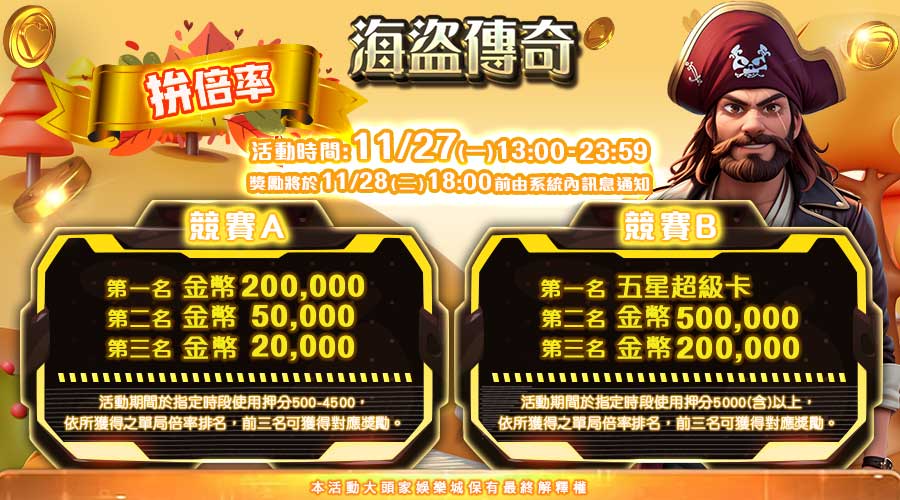 海盜傳奇
拚倍率
活動時間:11/27(一)13:00-23:59
獎勵將於11/28(二)18:00前由系統內訊息通知
競賽A
第一名 金幣 200,000
第二名 金幣 50,000
第三名 金幣 20,000
活動期間於指定時段使用押分500-4500，
依所獲得之單局倍率排名，前三名可獲得對應獎勵。
競賽B
第一名 五星超級卡
第二名 金幣 500,000
第三名 金幣 200,000
活動期間於指定時段使用押分5000(含)以上，
依所獲得之單局倍率排名，前三名可獲得對應獎勵。
本活動大頭家娛樂城保有最終解釋權